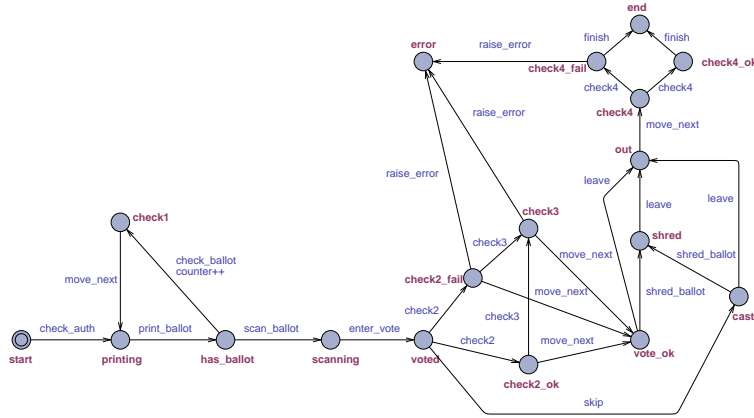 end
finish
finish
error
raise_error
check4_fail
check4_ok
check4
check4
check4
raise_error
move_next
out
raise_error
leave
leave
leave
check1
check3
check_ballot
counter++
check3
move_next
shred
shred_ballot
move_next
check2_fail
move_next
shred_ballot
check2
check3
cast
check_auth
print_ballot
scan_ballot
enter_vote
check2
move_next
start
printing
has_ballot
scanning
voted
vote_ok
check2_ok
skip